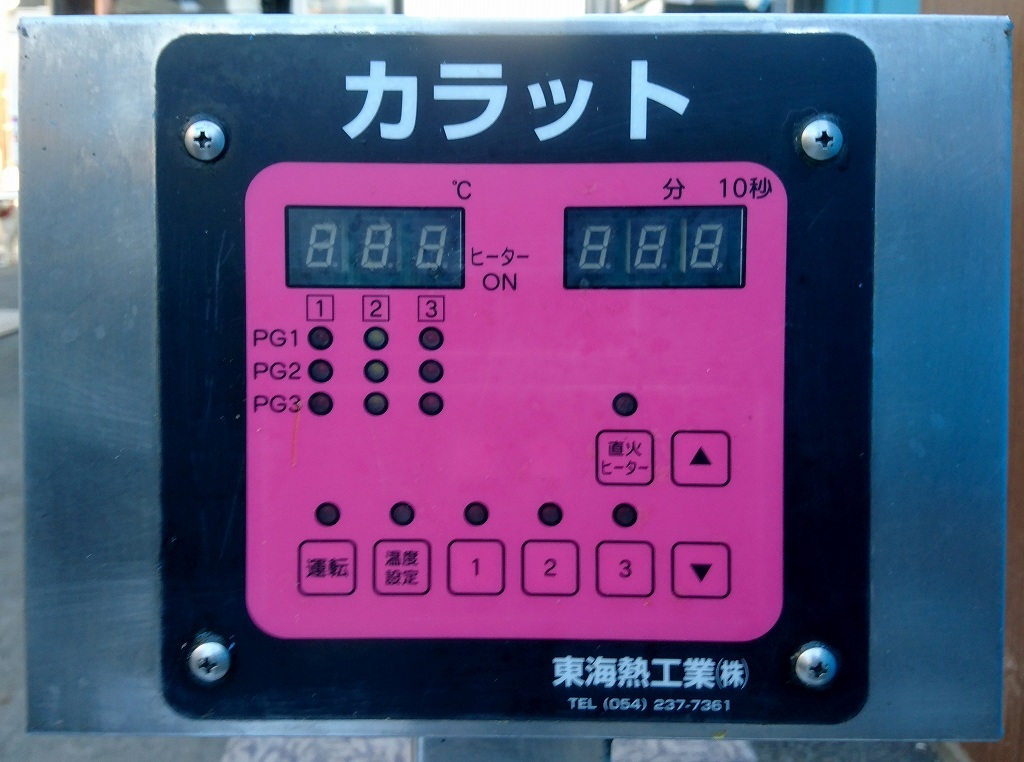 カラット
℃ 分 10秒
888 888
ヒーター
ON
1 2 3
PG1
PG2
PG3
直火
ヒーター
▲
運転
温度
設定
1 2 3 ▼
東海熱工業㈱
TEL (054) 237-7361